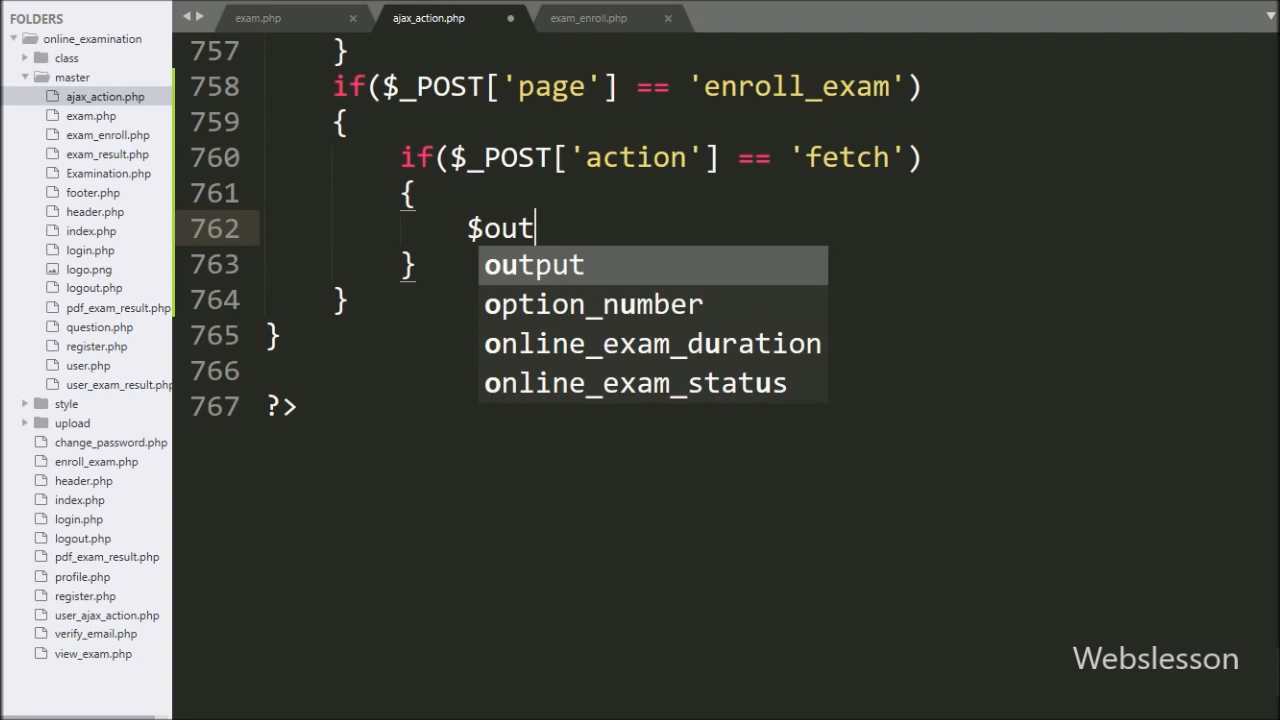 FOLDERS
online_examination
class
master
ajax_action.php
exam.php
exam_enroll.php
exam_result.php
Examination.php
footer.php
header.php
index.php
login.php
logo.png
logout.php
pdf_exam_result.php
question.php
register.php
user.php
user_exam_result.php
style
upload
change_password.php
enroll_exam.php
header.php
index.php
login.php
logout.php
pdf_exam_result.php
profile.php
register.php
user_ajax_action.php
verify_email.php
view_exam.php
exam.php ajax_action.php exam_enroll.php
757 }
758 if($_POST['page'] == 'enroll_exam')
759 {
760 if($_POST['action'] == 'fetch')
761 {
762 $out
output
763 }
option_number
764 }
online_exam_duration
765 }
online_exam_status
766
767 ?>
Webslesson